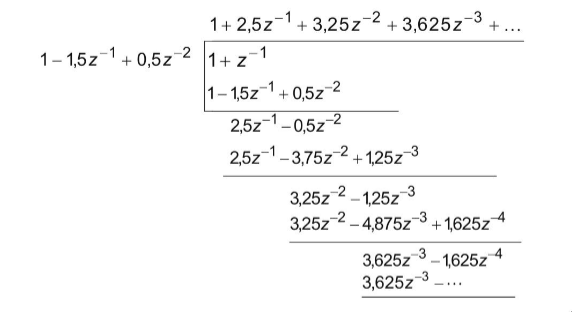 1 + 2,5z⁻¹ + 3,25z⁻² + 3,625z⁻³ + ...
1 − 1,5z⁻¹ + 0,5z⁻² 1 + z⁻¹
1 − 1,5z⁻¹ + 0,5z⁻²
2,5z⁻¹ − 0,5z⁻²
2,5z⁻¹ − 3,75z⁻² + 1,25z⁻³
3,25z⁻² − 1,25z⁻³
3,25z⁻² − 4,875z⁻³ + 1,625z⁻⁴
3,625z⁻³ − 1,625z⁻⁴
3,625z⁻³ − ⋯